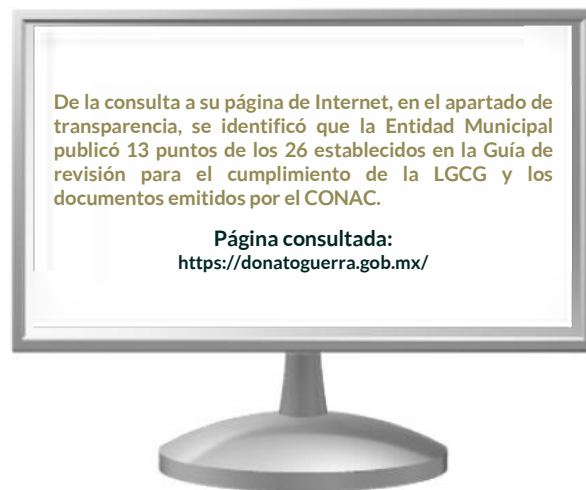 De la consulta a su página de Internet, en el apartado de
transparencia, se identificó que la Entidad Municipal
publicó 13 puntos de los 26 establecidos en la Guía de
revisión para el cumplimiento de la LGCG y los
documentos emitidos por el CONAC.
Página consultada:
https://donatoguerra.gob.mx/